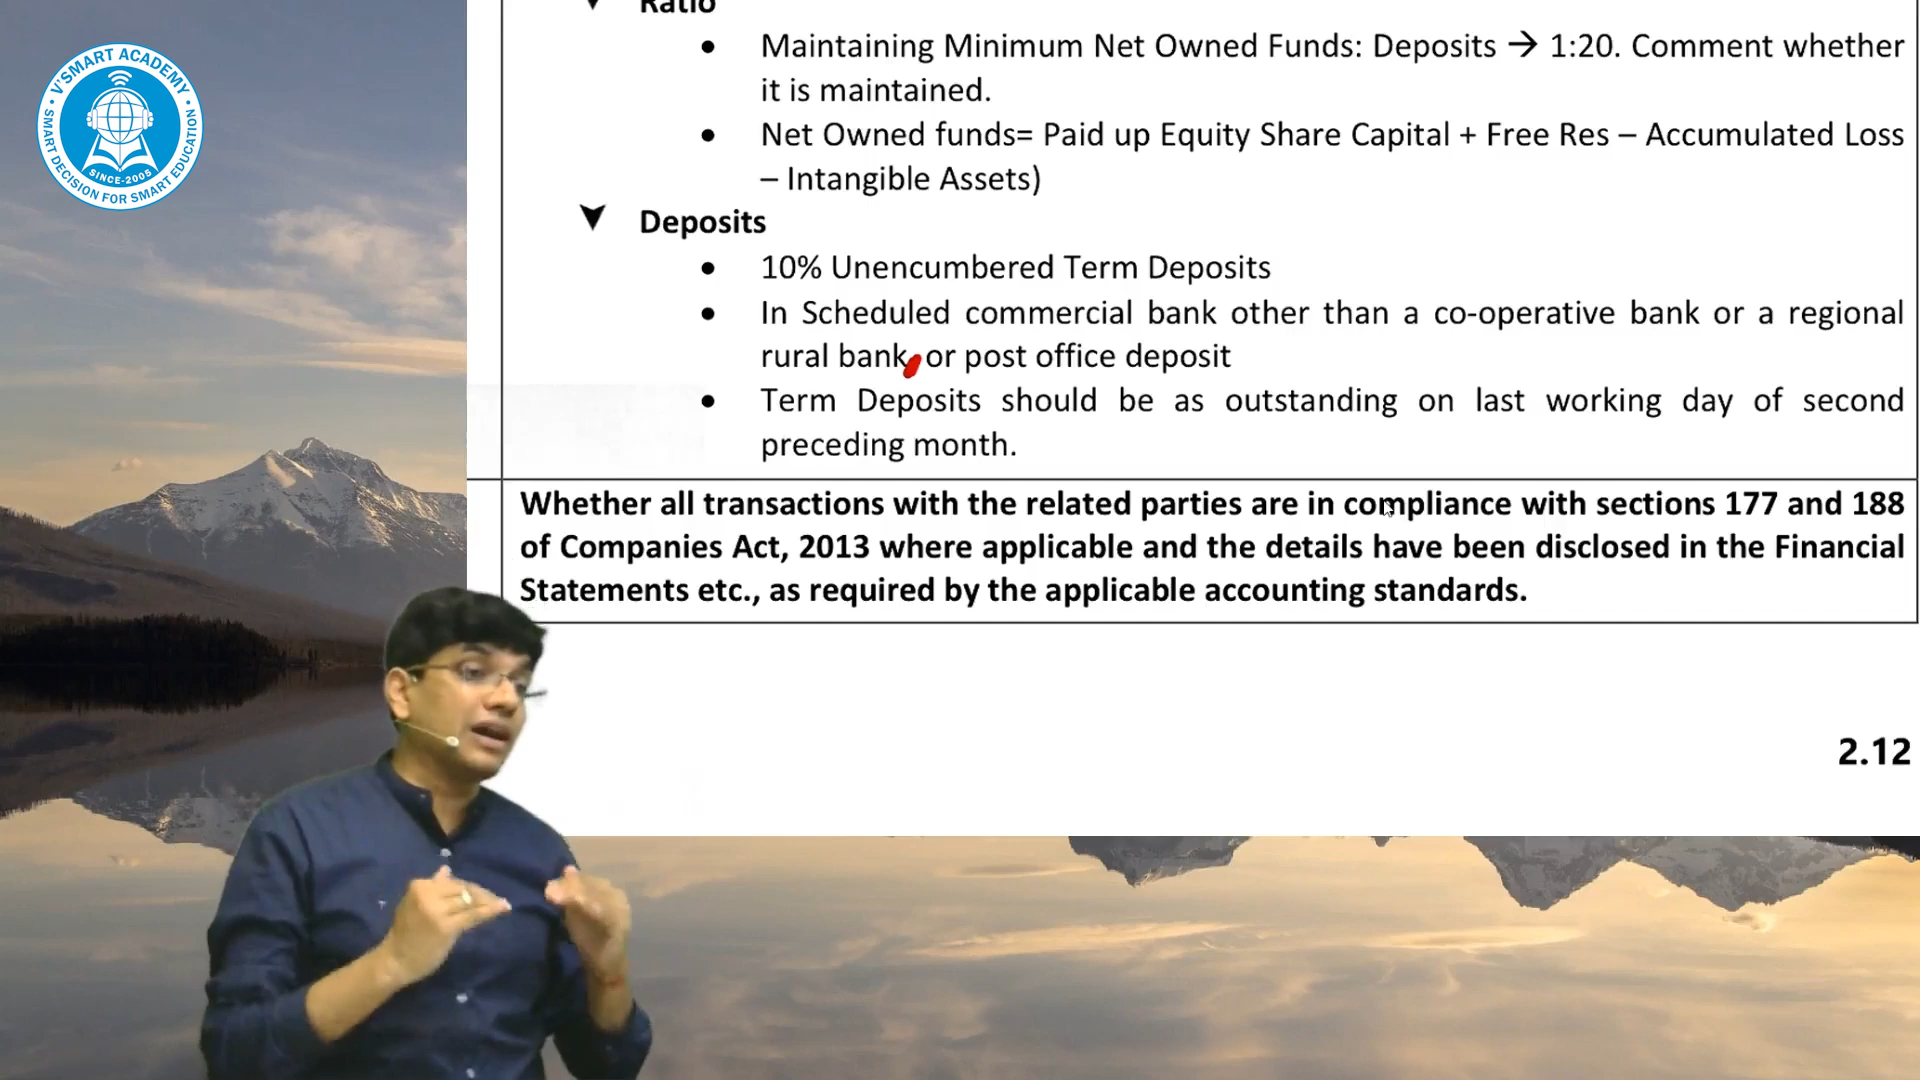 V'SMART ACADEMY
SINCE-2005
SMART DECISION FOR SMART EDUCATION
Ratio
• Maintaining Minimum Net Owned Funds: Deposits → 1:20. Comment whether
it is maintained.
• Net Owned funds= Paid up Equity Share Capital + Free Res – Accumulated Loss
– Intangible Assets)
Deposits
• 10% Unencumbered Term Deposits
• In Scheduled commercial bank other than a co-operative bank or a regional
rural bank, or post office deposit
• Term Deposits should be as outstanding on last working day of second
preceding month.
Whether all transactions with the related parties are in compliance with sections 177 and 188
of Companies Act, 2013 where applicable and the details have been disclosed in the Financial
Statements etc., as required by the applicable accounting standards.
2.12